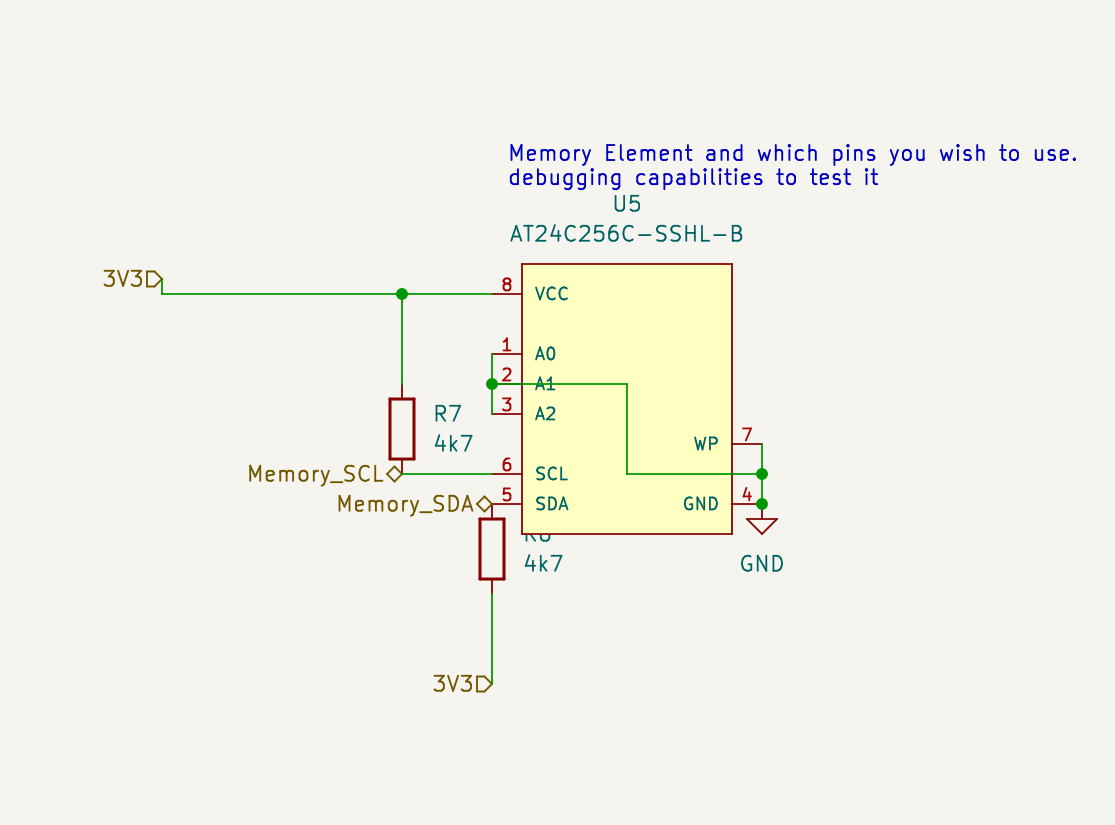 Memory Element and which pins you wish to use.
debugging capabilities to test it
U5
AT24C256C-SSHL-B
3V3
8 VCC
1 A0
2 A1
3 A2
R7
4k7
WP 7
Memory_SCL
6 SCL
Memory_SDA
5 SDA
GND 4
4k7
GND
3V3